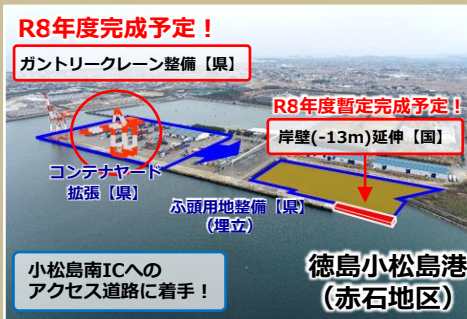 R8年度完成予定！
ガントリークレーン整備【県】
R8年度暫定完成予定！
岸壁(-13m)延伸【国】
コンテナヤード
拡張【県】
ふ頭用地整備【県】
（埋立）
小松島南ICへの
アクセス道路に着手！
徳島小松島港
（赤石地区）